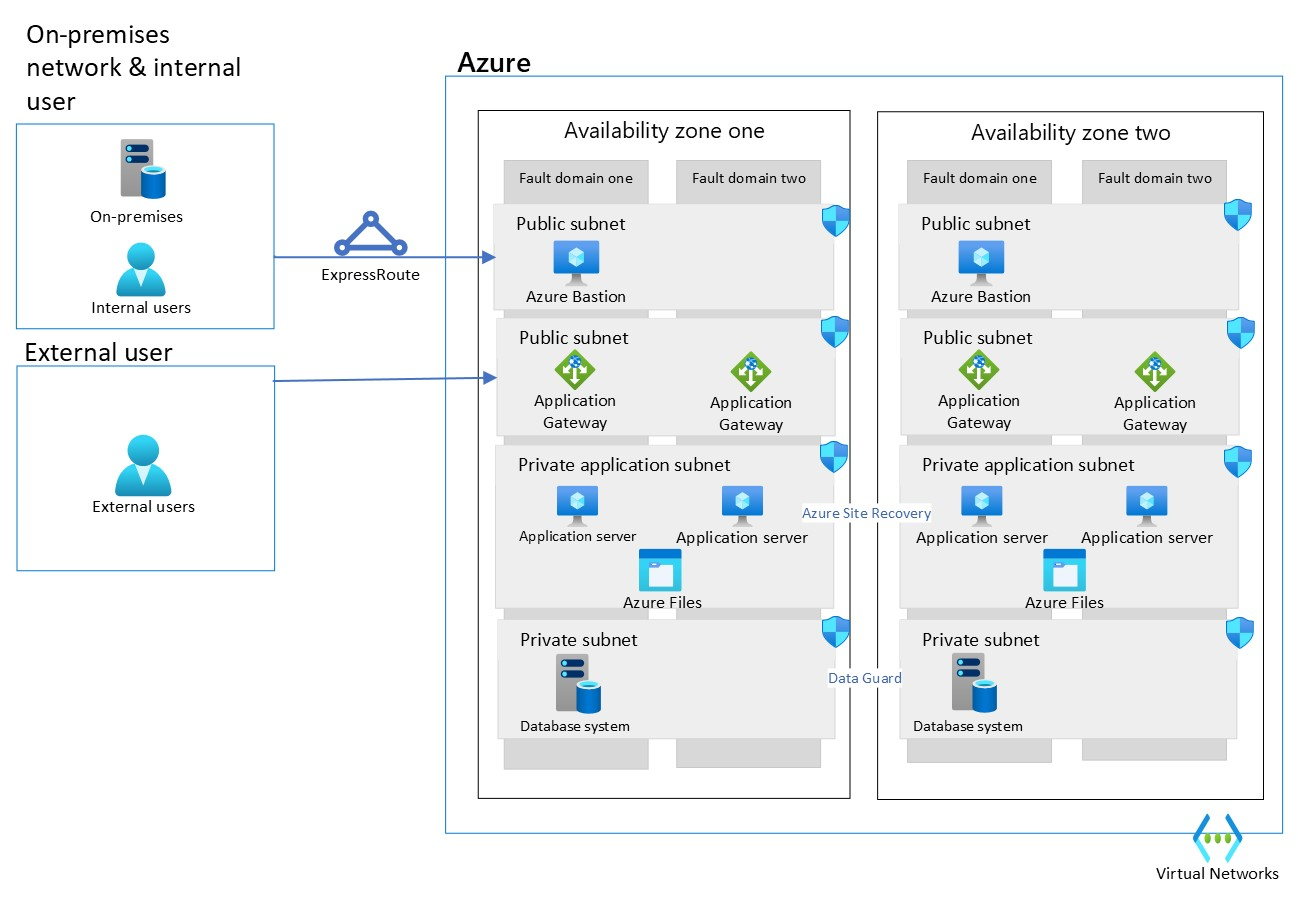 On-premises
network & internal
user
On-premises
Internal users
External user
External users
ExpressRoute
Azure
Availability zone one
Fault domain one
Fault domain two
Public subnet
Azure Bastion
Public subnet
Application
Gateway
Application
Gateway
Private application subnet
Application server
Application server
Azure Files
Private subnet
Database system
Azure Site Recovery
Data Guard
Availability zone two
Fault domain one
Fault domain two
Public subnet
Azure Bastion
Public subnet
Application
Gateway
Application
Gateway
Private application subnet
Application server
Application server
Azure Files
Private subnet
Database system
Virtual Networks